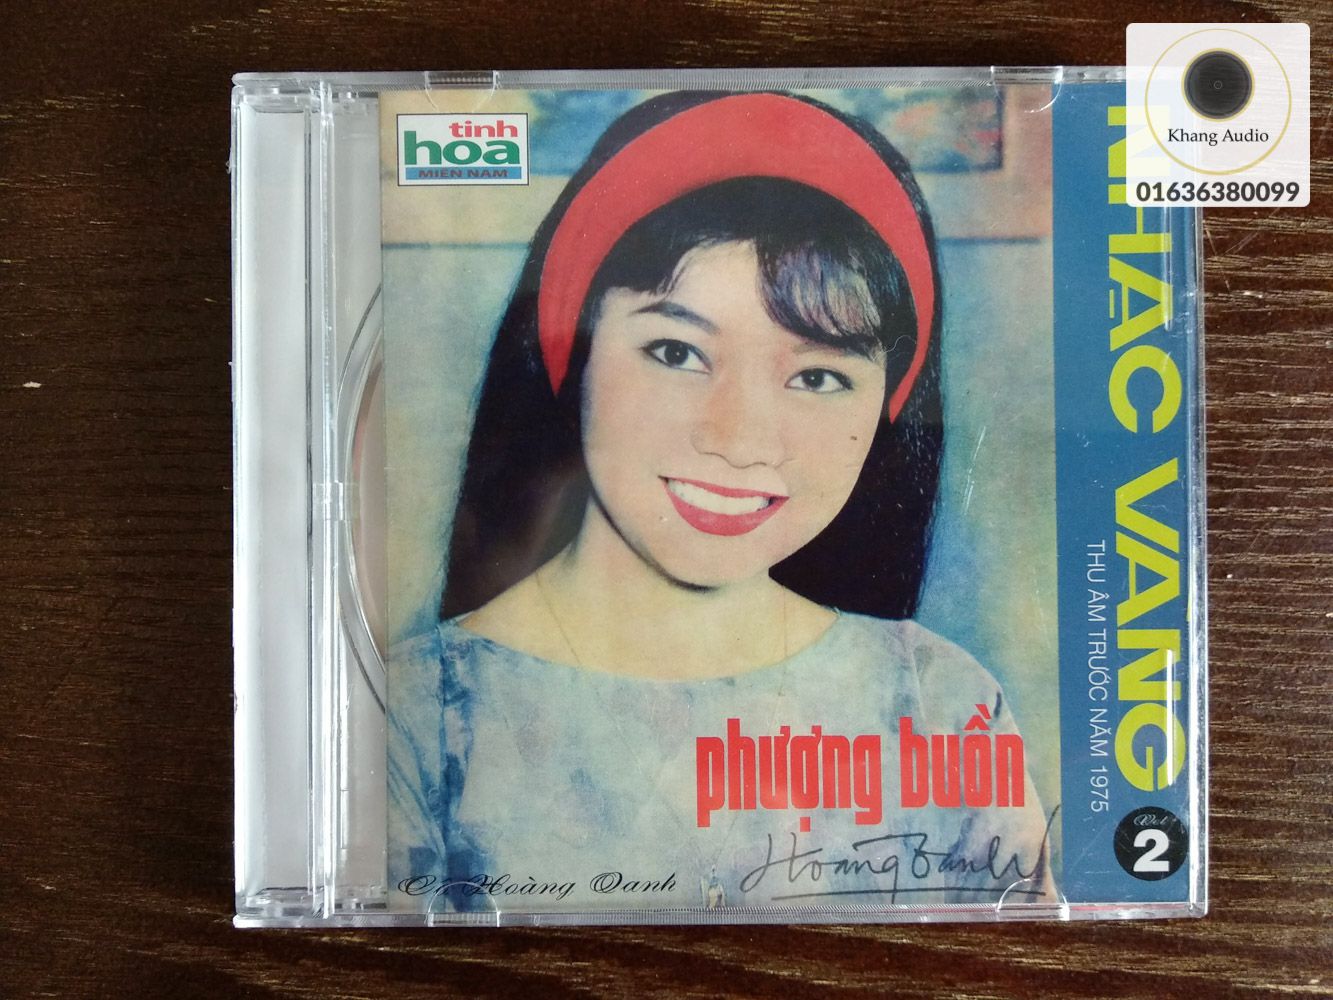 tinh
hoa
MIỀN NAM
Khang Audio
01636380099
NHẠC VÀNG
THU ÂM TRƯỚC NĂM 1975
Vol
2
phượng buồn
Hoàng Oanh
Hoàng Oanh